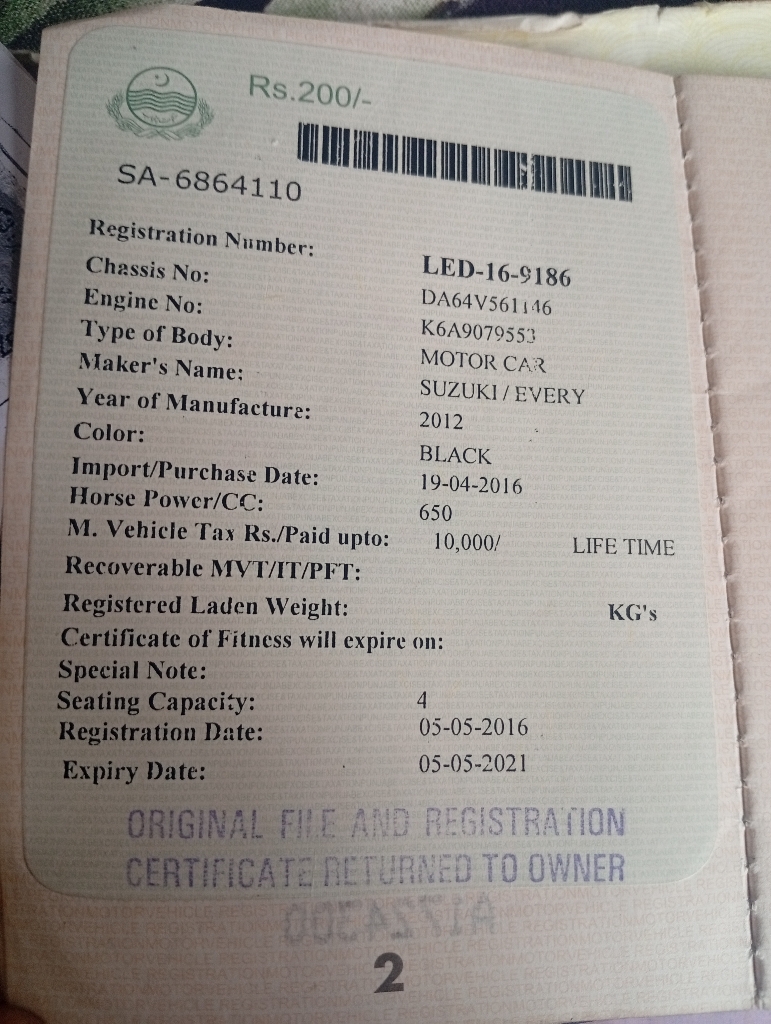 Rs.200/-
SA-6864110
Registration Number: LED-16-9186
Chassis No: DA64V561146
Engine No: K6A9079553
Type of Body: MOTOR CAR
Maker's Name: SUZUKI / EVERY
Year of Manufacture: 2012
Color: BLACK
Import/Purchase Date: 19-04-2016
Horse Power/CC: 650
M. Vehicle Tax Rs./Paid upto: 10,000/ LIFE TIME
Recoverable MVT/IT/PFT:
Registered Laden Weight: KG's
Certificate of Fitness will expire on:
Special Note:
Seating Capacity: 4
Registration Date: 05-05-2016
Expiry Date: 05-05-2021
ORIGINAL FILE AND REGISTRATION
CERTIFICATE RETURNED TO OWNER
2